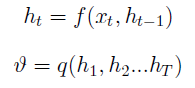 h_t = f(x_t, h_{t-1})
ϑ = q(h_1, h_2...h_T)